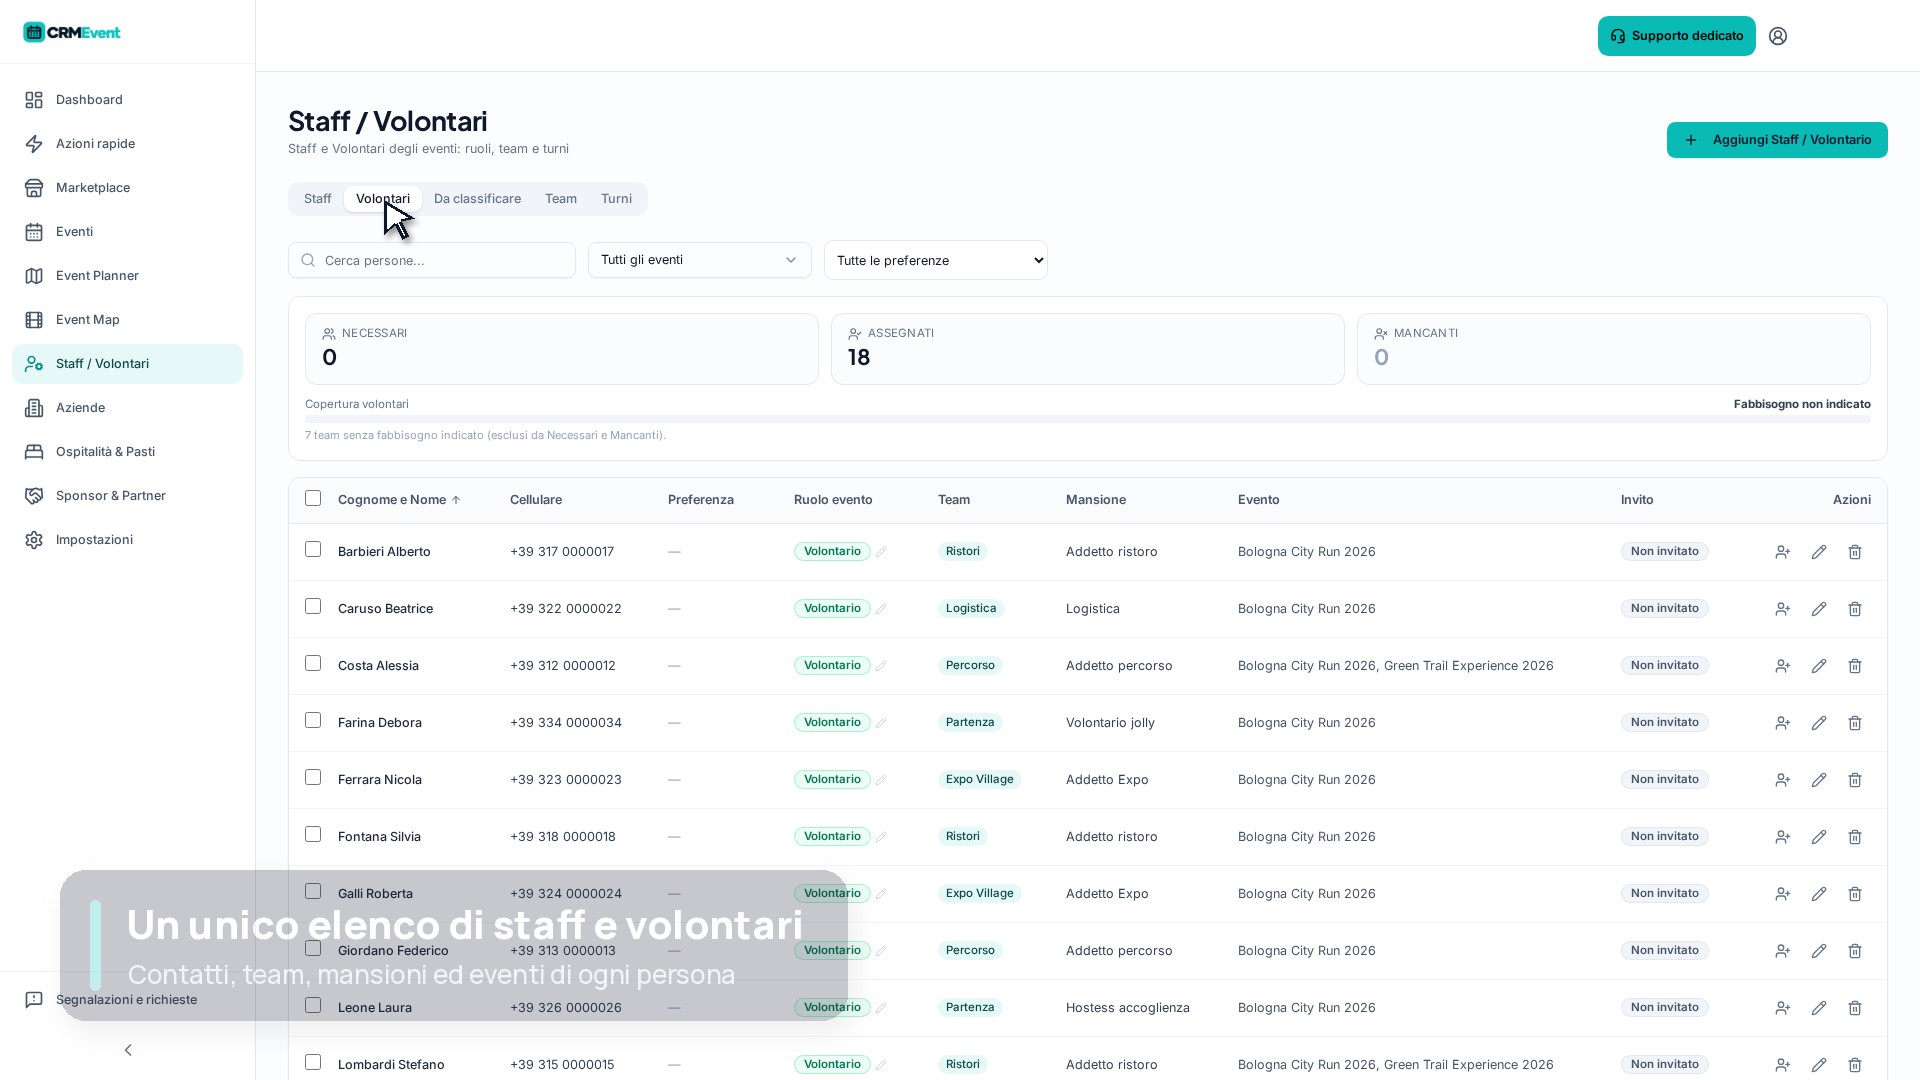 CRMEvent
Supporto dedicato
Dashboard
Azioni rapide
Marketplace
Eventi
Event Planner
Event Map
Staff / Volontari
Aziende
Ospitalità & Pasti
Sponsor & Partner
Impostazioni
Segnalazioni e richieste
Staff / Volontari
Staff e Volontari degli eventi: ruoli, team e turni
Aggiungi Staff / Volontario
Staff Volontari Da classificare Team Turni
Cerca persone... Tutti gli eventi Tutte le preferenze
NECESSARI ASSEGNATI MANCANTI
0 18 0
Copertura volontari Fabbisogno non indicato
7 team senza fabbisogno indicato (esclusi da Necessari e Mancanti).
Cognome e Nome Cellulare Preferenza Ruolo evento Team Mansione Evento Invito Azioni
Barbieri Alberto +39 317 0000017 — Volontario Ristori Addetto ristoro Bologna City Run 2026 Non invitato
Caruso Beatrice +39 322 0000022 — Volontario Logistica Logistica Bologna City Run 2026 Non invitato
Costa Alessia +39 312 0000012 — Volontario Percorso Addetto percorso Bologna City Run 2026, Green Trail Experience 2026 Non invitato
Farina Debora +39 334 0000034 — Volontario Partenza Volontario jolly Bologna City Run 2026 Non invitato
Ferrara Nicola +39 323 0000023 — Volontario Expo Village Addetto Expo Bologna City Run 2026 Non invitato
Fontana Silvia +39 318 0000018 — Volontario Ristori Addetto ristoro Bologna City Run 2026 Non invitato
Galli Roberta +39 324 0000024 — Volontario Expo Village Addetto Expo Bologna City Run 2026 Non invitato
Giordano Federico +39 313 0000013 — Volontario Percorso Addetto percorso Bologna City Run 2026 Non invitato
Leone Laura +39 326 0000026 — Volontario Partenza Hostess accoglienza Bologna City Run 2026 Non invitato
Lombardi Stefano +39 315 0000015 — Volontario Ristori Addetto ristoro Bologna City Run 2026, Green Trail Experience 2026 Non invitato
Un unico elenco di staff e volontari
Contatti, team, mansioni ed eventi di ogni persona